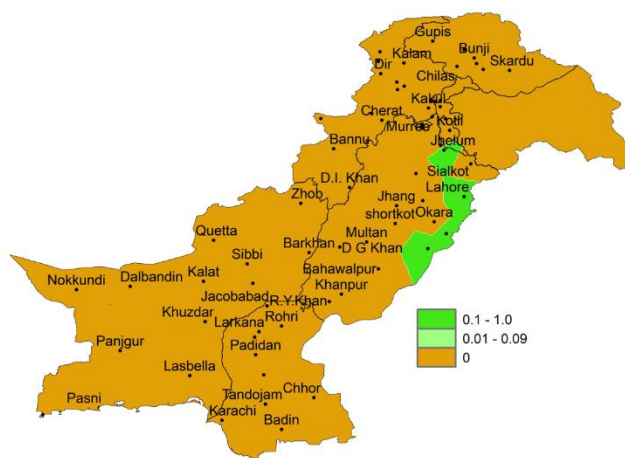 Gupis
Kalam
Bunji
Dir
Skardu
Chilas
Kakul
Cherat
Kotli
Murree
Bannu
Jhelum
Sialkot
D.I. Khan
Lahore
Zhob
Jhang
shortkot
Okara
Quetta
Multan
Sibbi
Barkhan
D G Khan
Bahawalpur
Nokkundi
Dalbandin
Kalat
Khanpur
Jacobabad
R.Y.Khan
Khuzdar
Larkana
Rohri
Panjgur
Padidan
Lasbella
Chhor
Pasni
Tandojam
Karachi
Badin
0.1 - 1.0
0.01 - 0.09
0